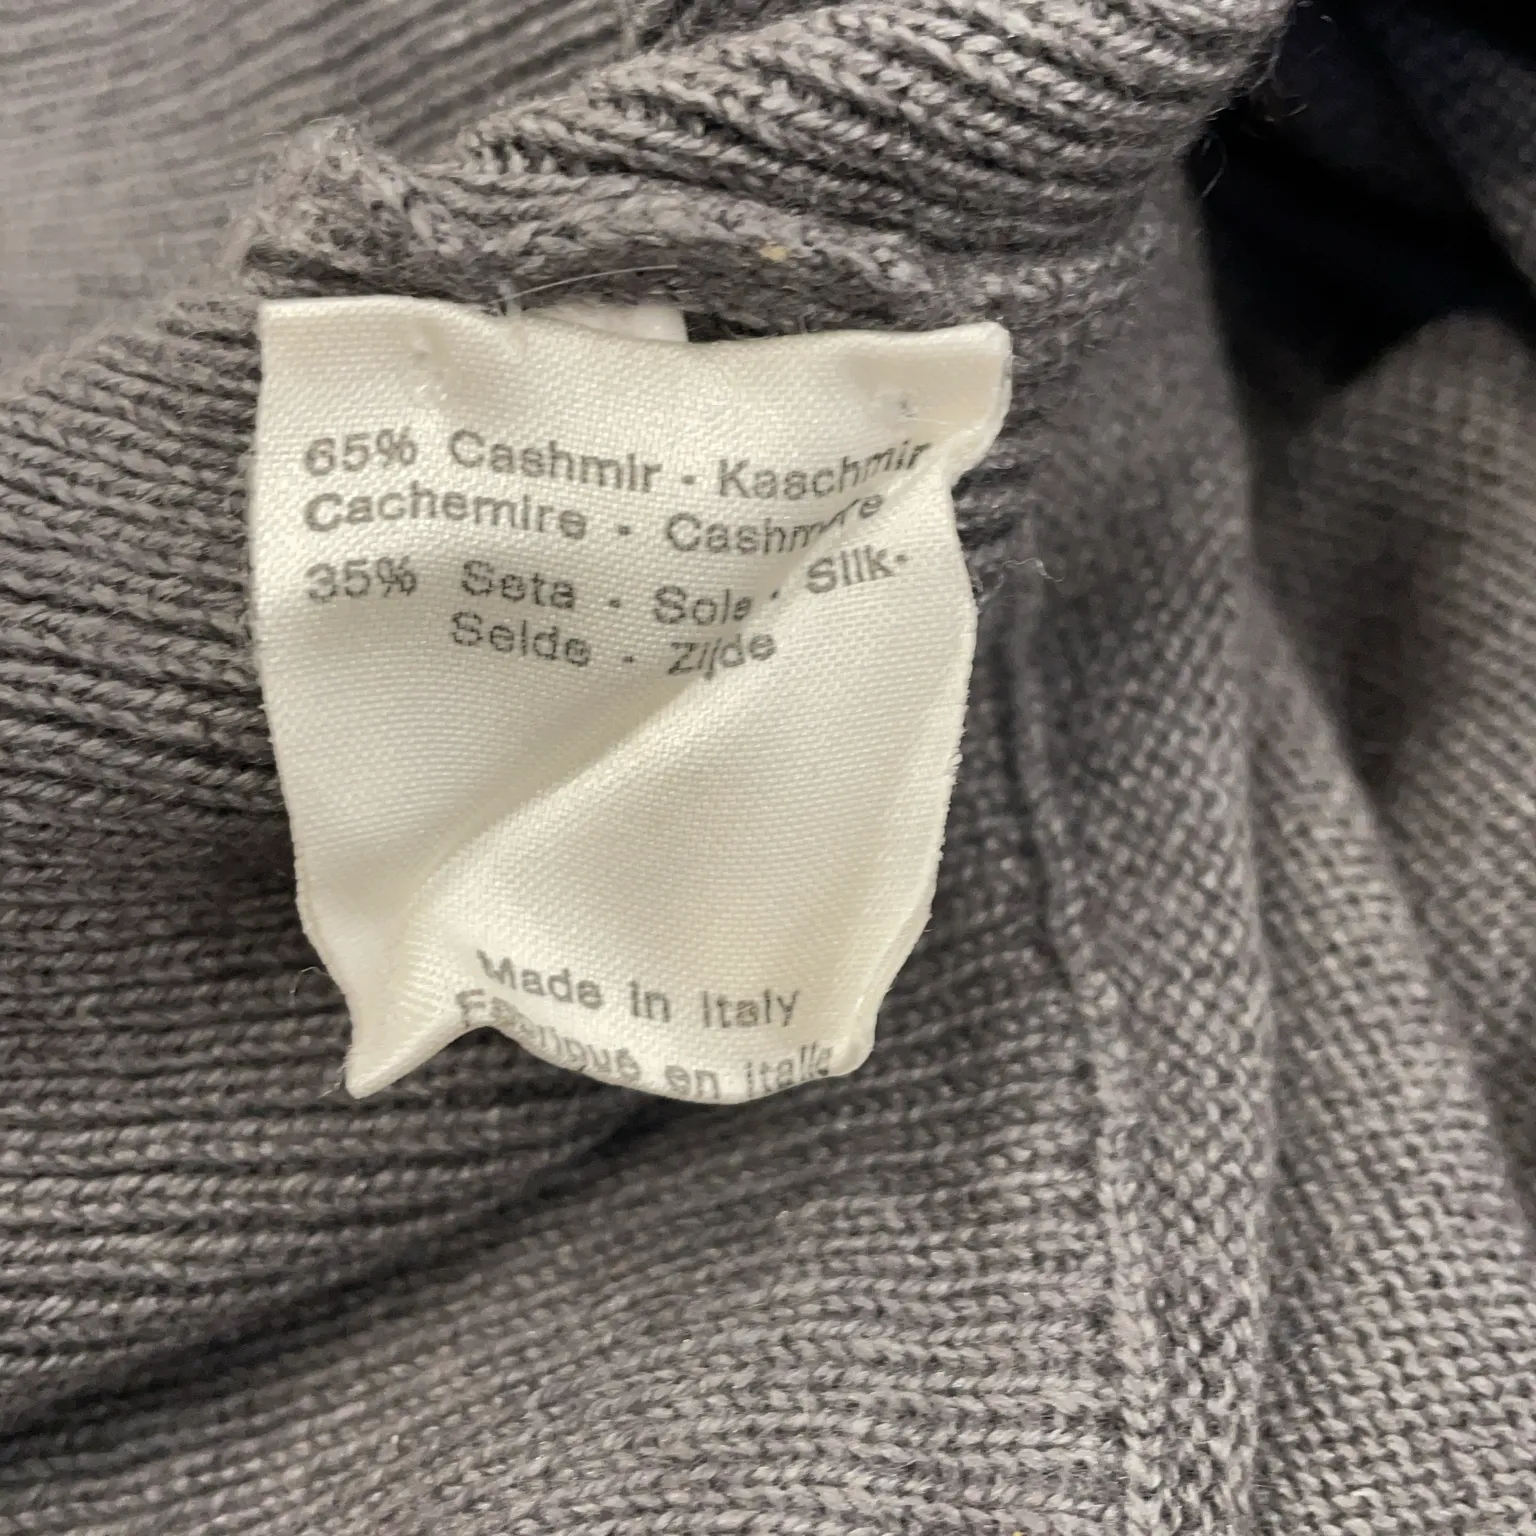 65% Cashmir - Kaschmir
Cachemire - Cashmere
35% Seta - Soie - Silk-
Seide - Zijde
Made in Italy
Fabriqué en italie